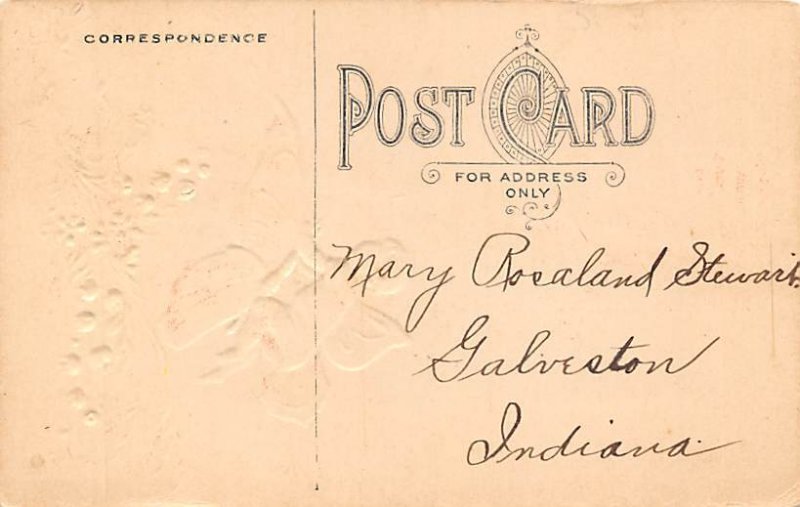 CORRESPONDENCE
POST CARD
FOR ADDRESS
ONLY
Mary Rosaland Stewart.
Galveston
Indiana.